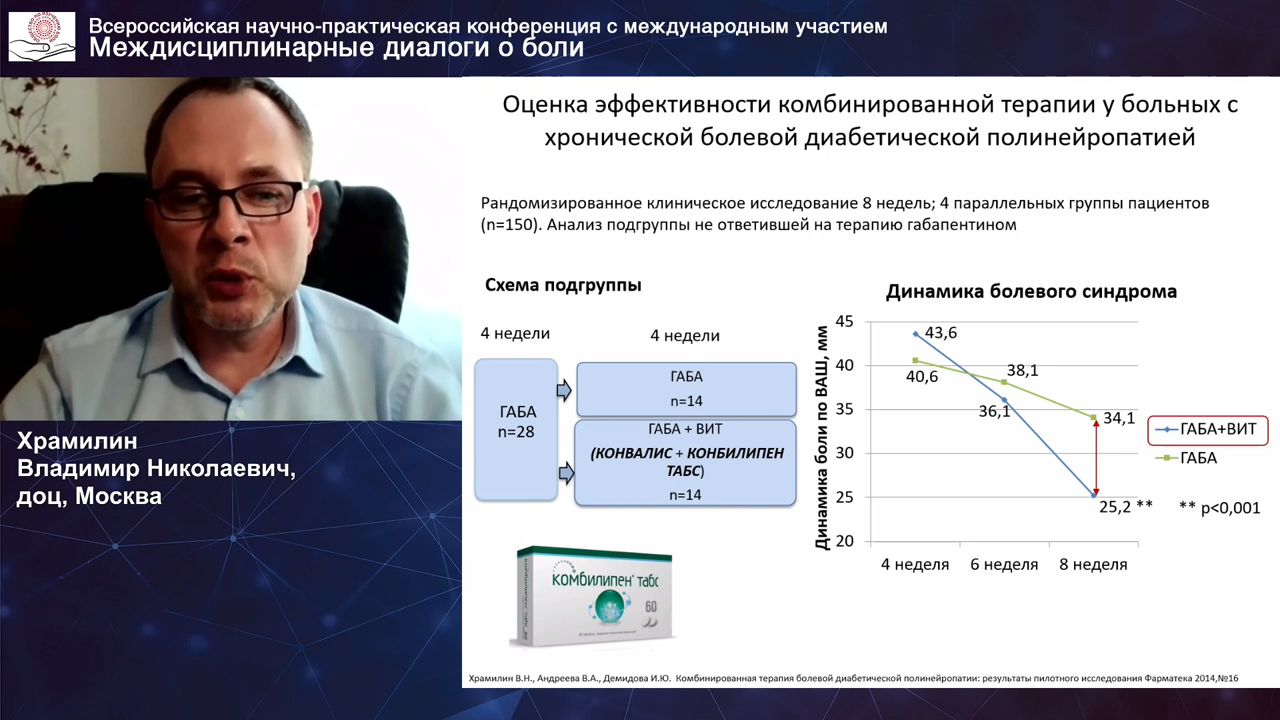 Всероссийская научно-практическая конференция с международным участием
Междисциплинарные диалоги о боли
Храмилин
Владимир Николаевич,
доц, Москва
Оценка эффективности комбинированной терапии у больных с
хронической болевой диабетической полинейропатией
Рандомизированное клиническое исследование 8 недель; 4 параллельных группы пациентов
(n=150). Анализ подгруппы не ответившей на терапию габапентином
Схема подгруппы
4 недели
4 недели
ГАБА
n=28
ГАБА
n=14
ГАБА + ВИТ
(КОНВАЛИС + КОНБИЛИПЕН
ТАБС)
n=14
комбилипен® табс
60
Динамика болевого синдрома
Динамика боли по ВАШ, мм
45
40
35
30
25
20
43,6
40,6
38,1
36,1
34,1
25,2 **
4 неделя
6 неделя
8 неделя
ГАБА+ВИТ
ГАБА
** p<0,001
Храмилин В.Н., Андреева В.А., Демидова И.Ю. Комбинированная терапия болевой диабетической полинейропатии: результаты пилотного исследования Фарматека 2014,№16